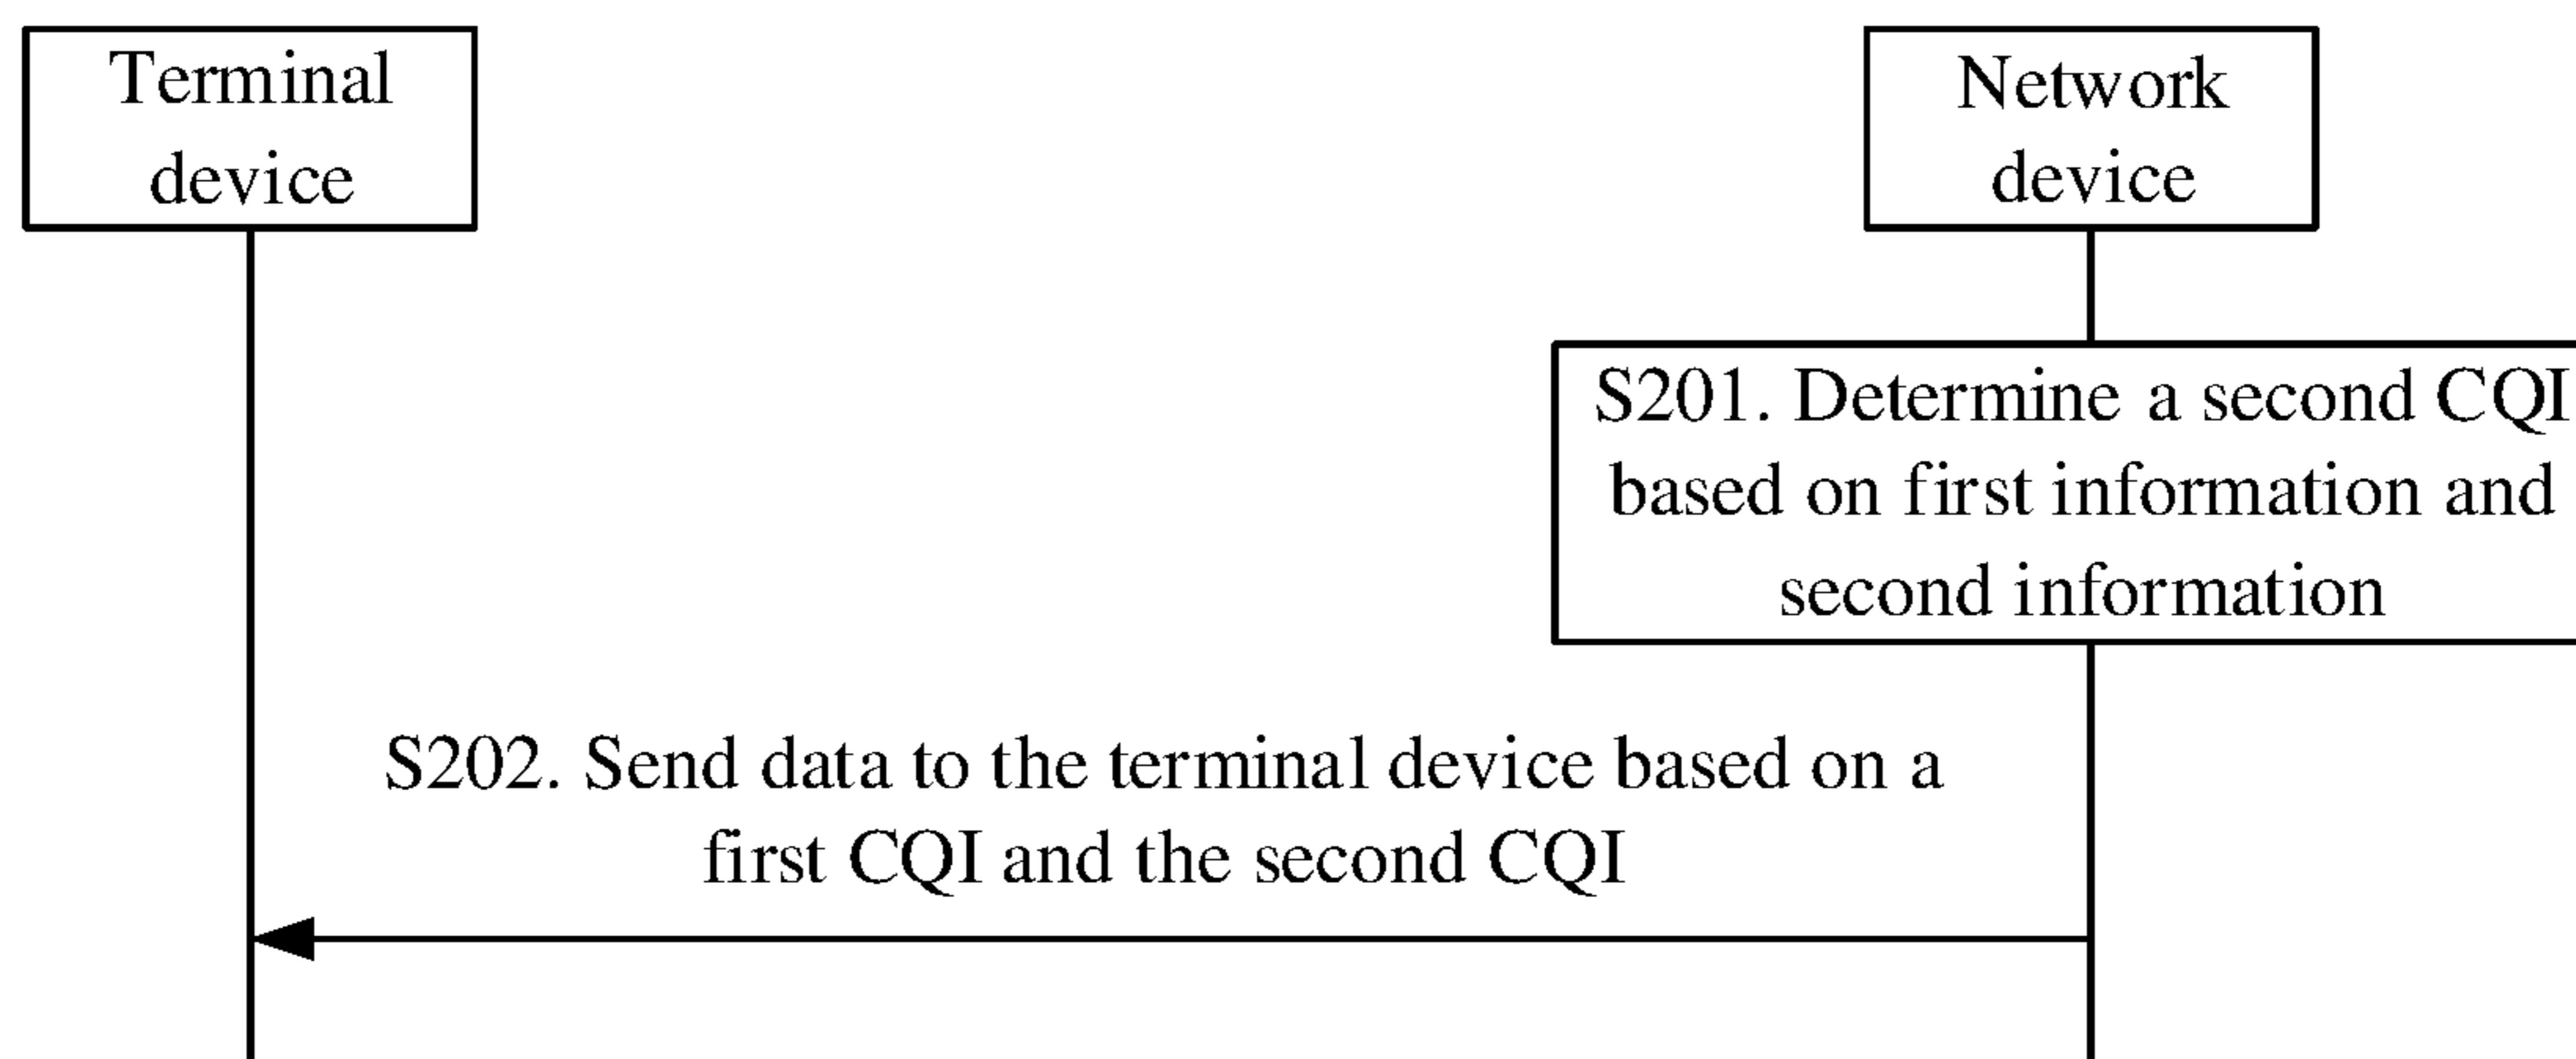 Terminal
device
Network
device
S201. Determine a second CQI
based on first information and
second information
S202. Send data to the terminal device based on a
first CQI and the second CQI